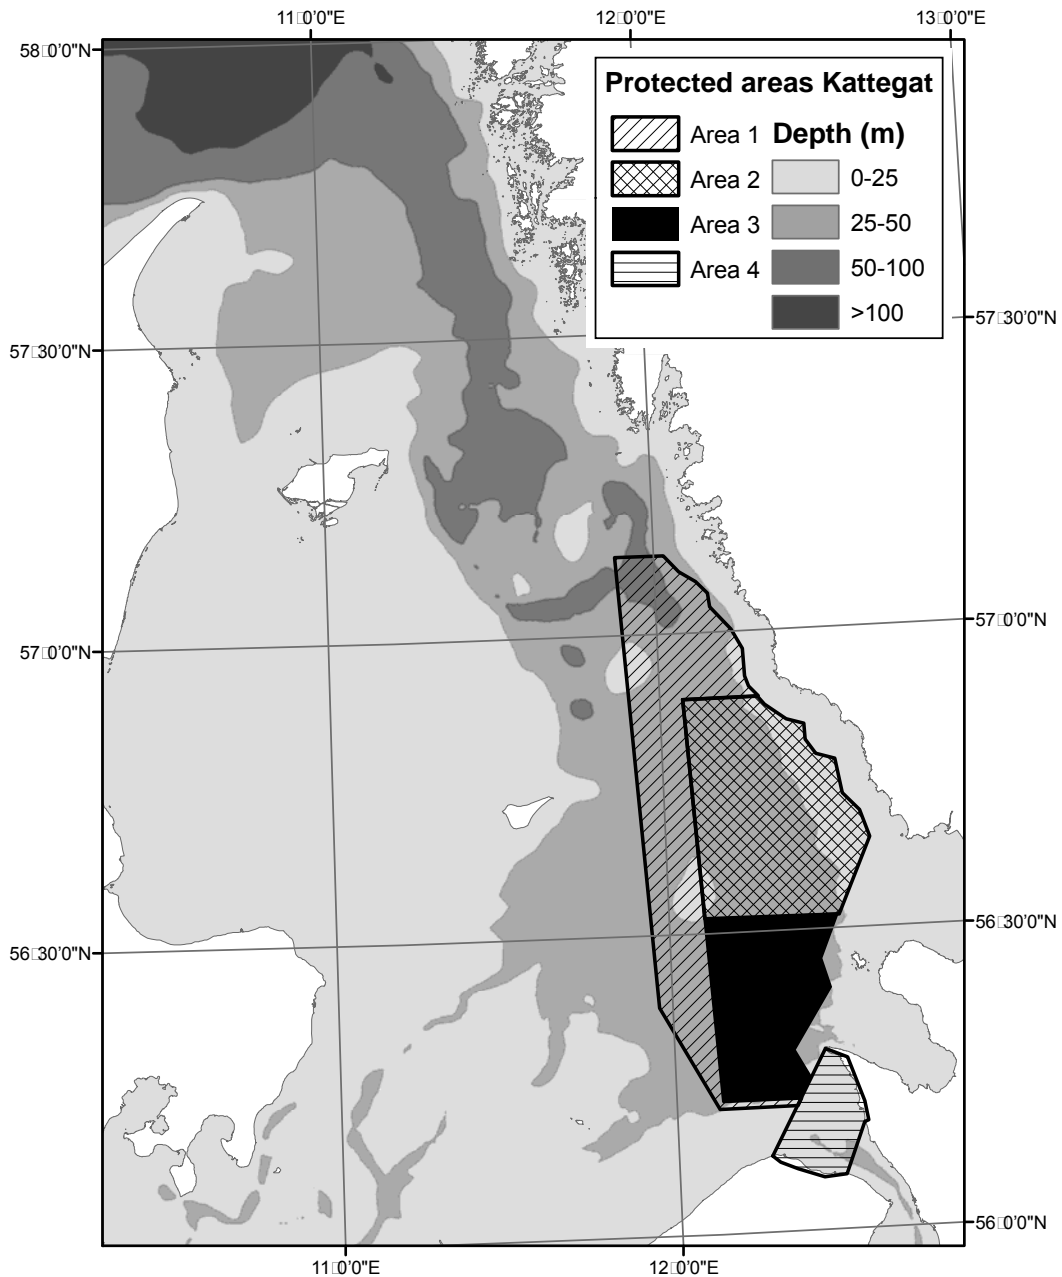 11□0'0"E 12□0'0"E 13□0'0"E
58□0'0"N
Protected areas Kattegat
Area 1 Depth (m)
Area 2 0-25
Area 3 25-50
Area 4 50-100
>100
57□30'0"N
57□30'0"N
57□0'0"N
57□0'0"N
56□30'0"N
56□30'0"N
56□0'0"N
11□0'0"E 12□0'0"E